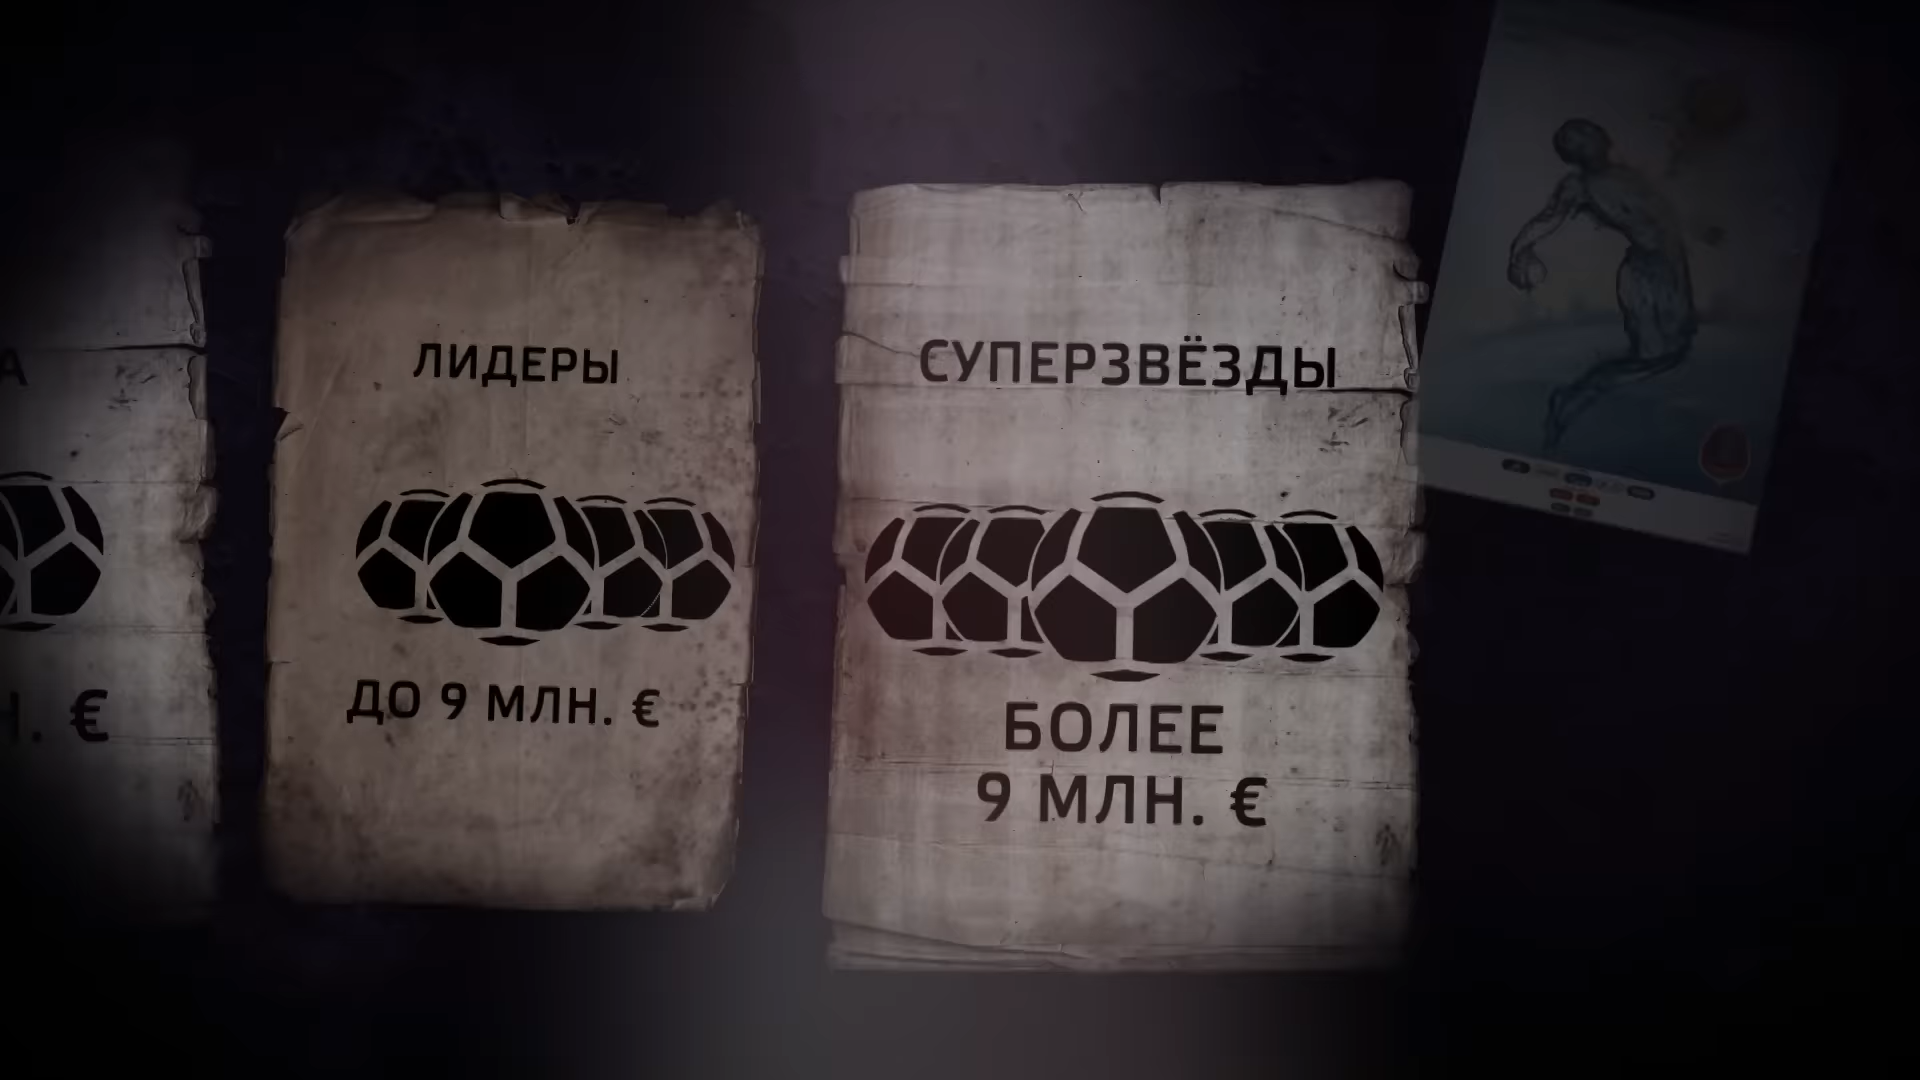 А
Н. €
ЛИДЕРЫ
ДО 9 МЛН. €
СУПЕРЗВЁЗДЫ
БОЛЕЕ
9 МЛН. €